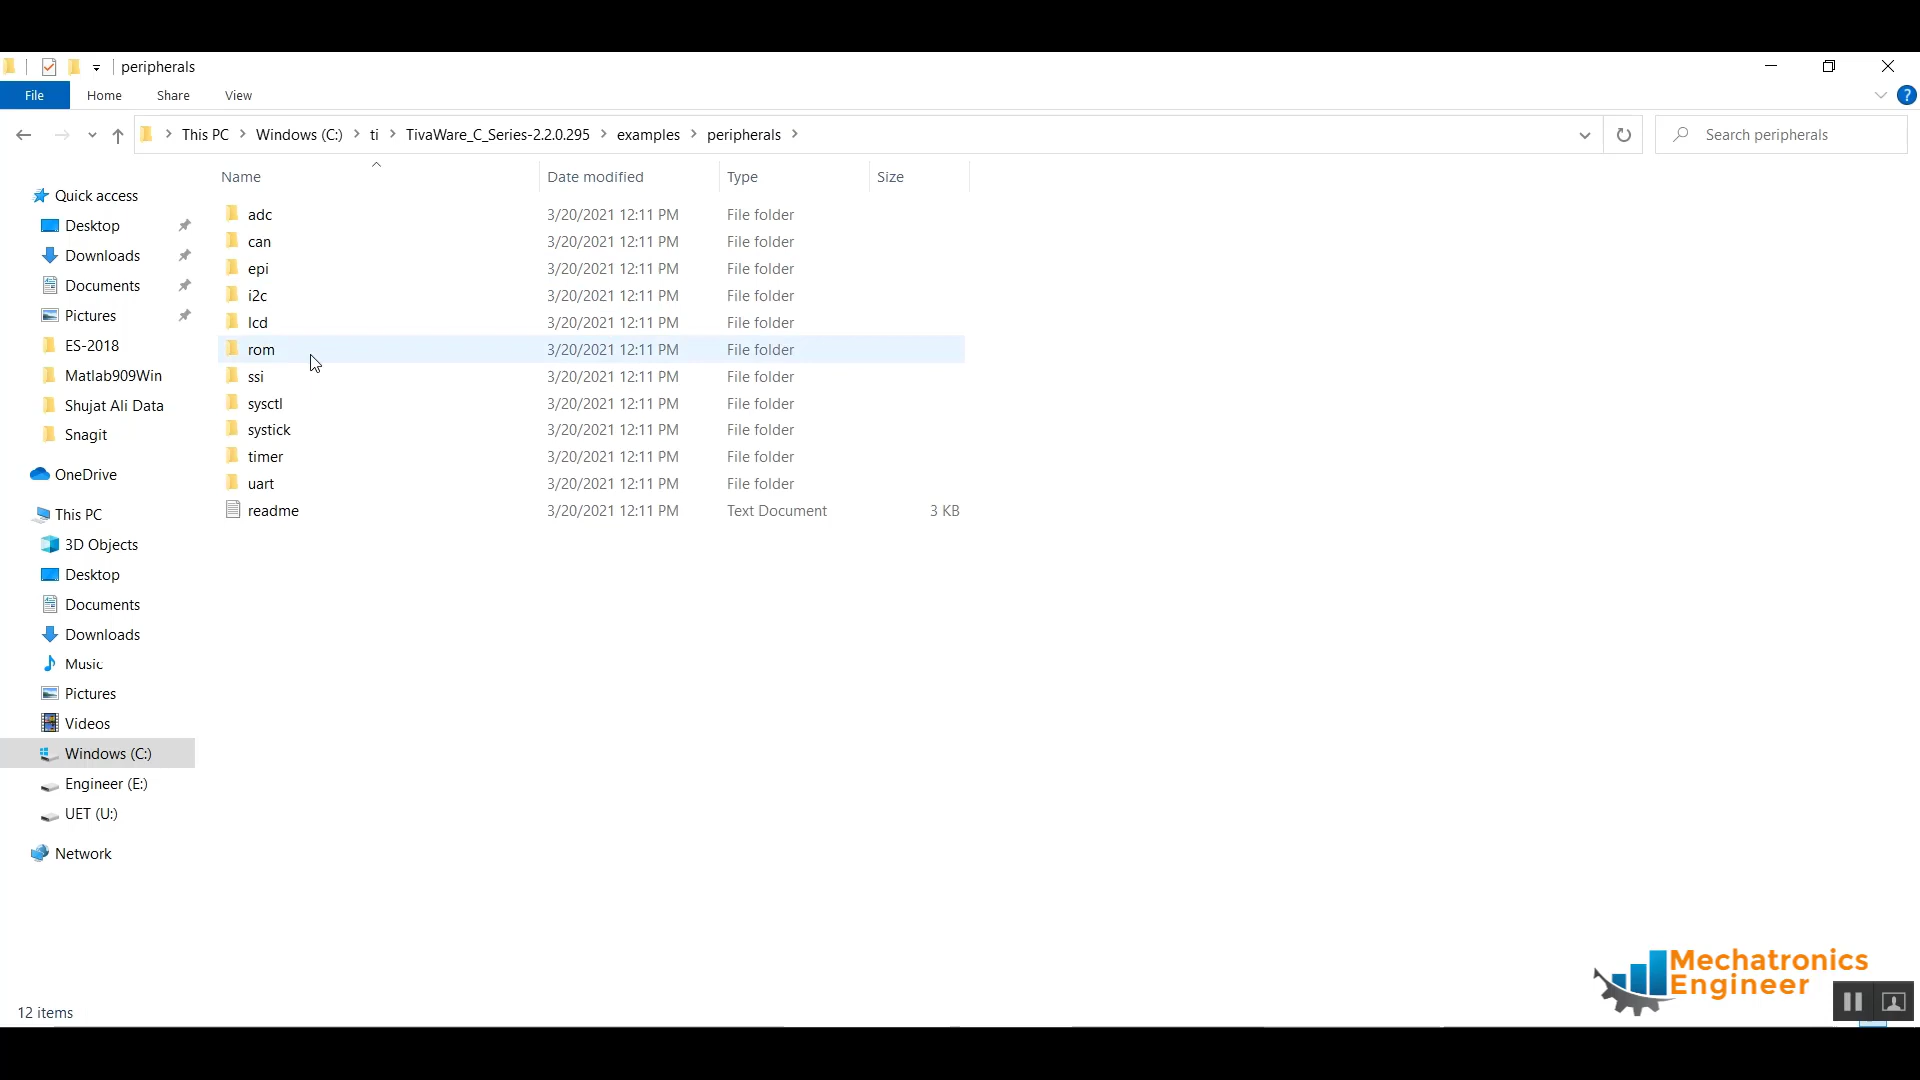 peripherals
File Home Share View
This PC Windows (C:) ti TivaWare_C_Series-2.2.0.295 examples peripherals
Search peripherals
Name Date modified Type Size
Quick access
Desktop
Downloads
Documents
Pictures
ES-2018
Matlab909Win
Shujat Ali Data
Snagit
OneDrive
This PC
3D Objects
Desktop
Documents
Downloads
Music
Pictures
Videos
Windows (C:)
Engineer (E:)
UET (U:)
Network
adc 3/20/2021 12:11 PM File folder
can 3/20/2021 12:11 PM File folder
epi 3/20/2021 12:11 PM File folder
i2c 3/20/2021 12:11 PM File folder
lcd 3/20/2021 12:11 PM File folder
rom 3/20/2021 12:11 PM File folder
ssi 3/20/2021 12:11 PM File folder
sysctl 3/20/2021 12:11 PM File folder
systick 3/20/2021 12:11 PM File folder
timer 3/20/2021 12:11 PM File folder
uart 3/20/2021 12:11 PM File folder
readme 3/20/2021 12:11 PM Text Document 3 KB
Mechatronics
Engineer
12 items